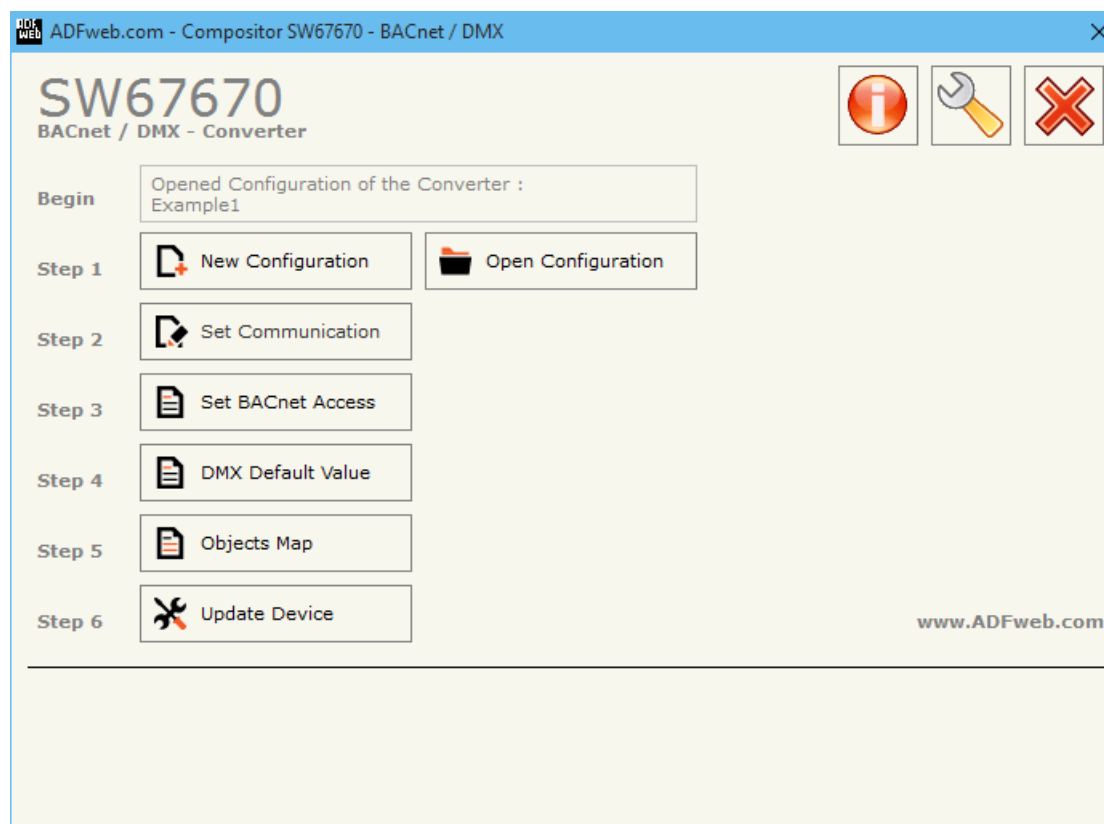 ADF WEB ADFweb.com - Compositor SW67670 - BACnet / DMX
SW67670
BACnet / DMX - Converter
Begin
Opened Configuration of the Converter :
Example1
Step 1
New Configuration
Open Configuration
Step 2
Set Communication
Step 3
Set BACnet Access
Step 4
DMX Default Value
Step 5
Objects Map
Step 6
Update Device
www.ADFweb.com